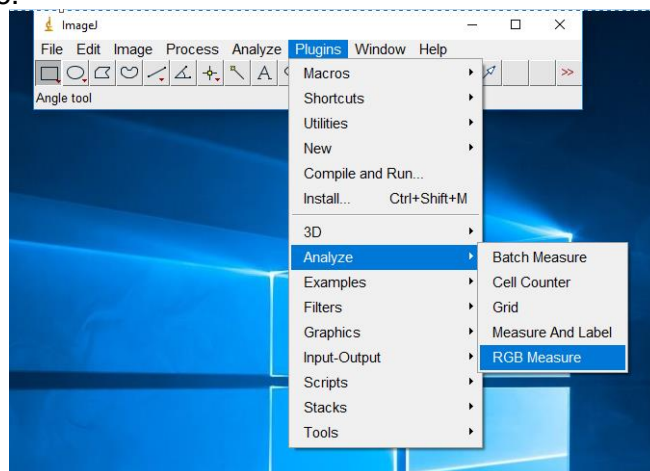 ImageJ
File Edit Image Process Analyze Plugins Window Help
A
>>
Angle tool
Macros
Shortcuts
Utilities
New
Compile and Run...
Install... Ctrl+Shift+M
3D
Analyze
Examples
Filters
Graphics
Input-Output
Scripts
Stacks
Tools
Batch Measure
Cell Counter
Grid
Measure And Label
RGB Measure